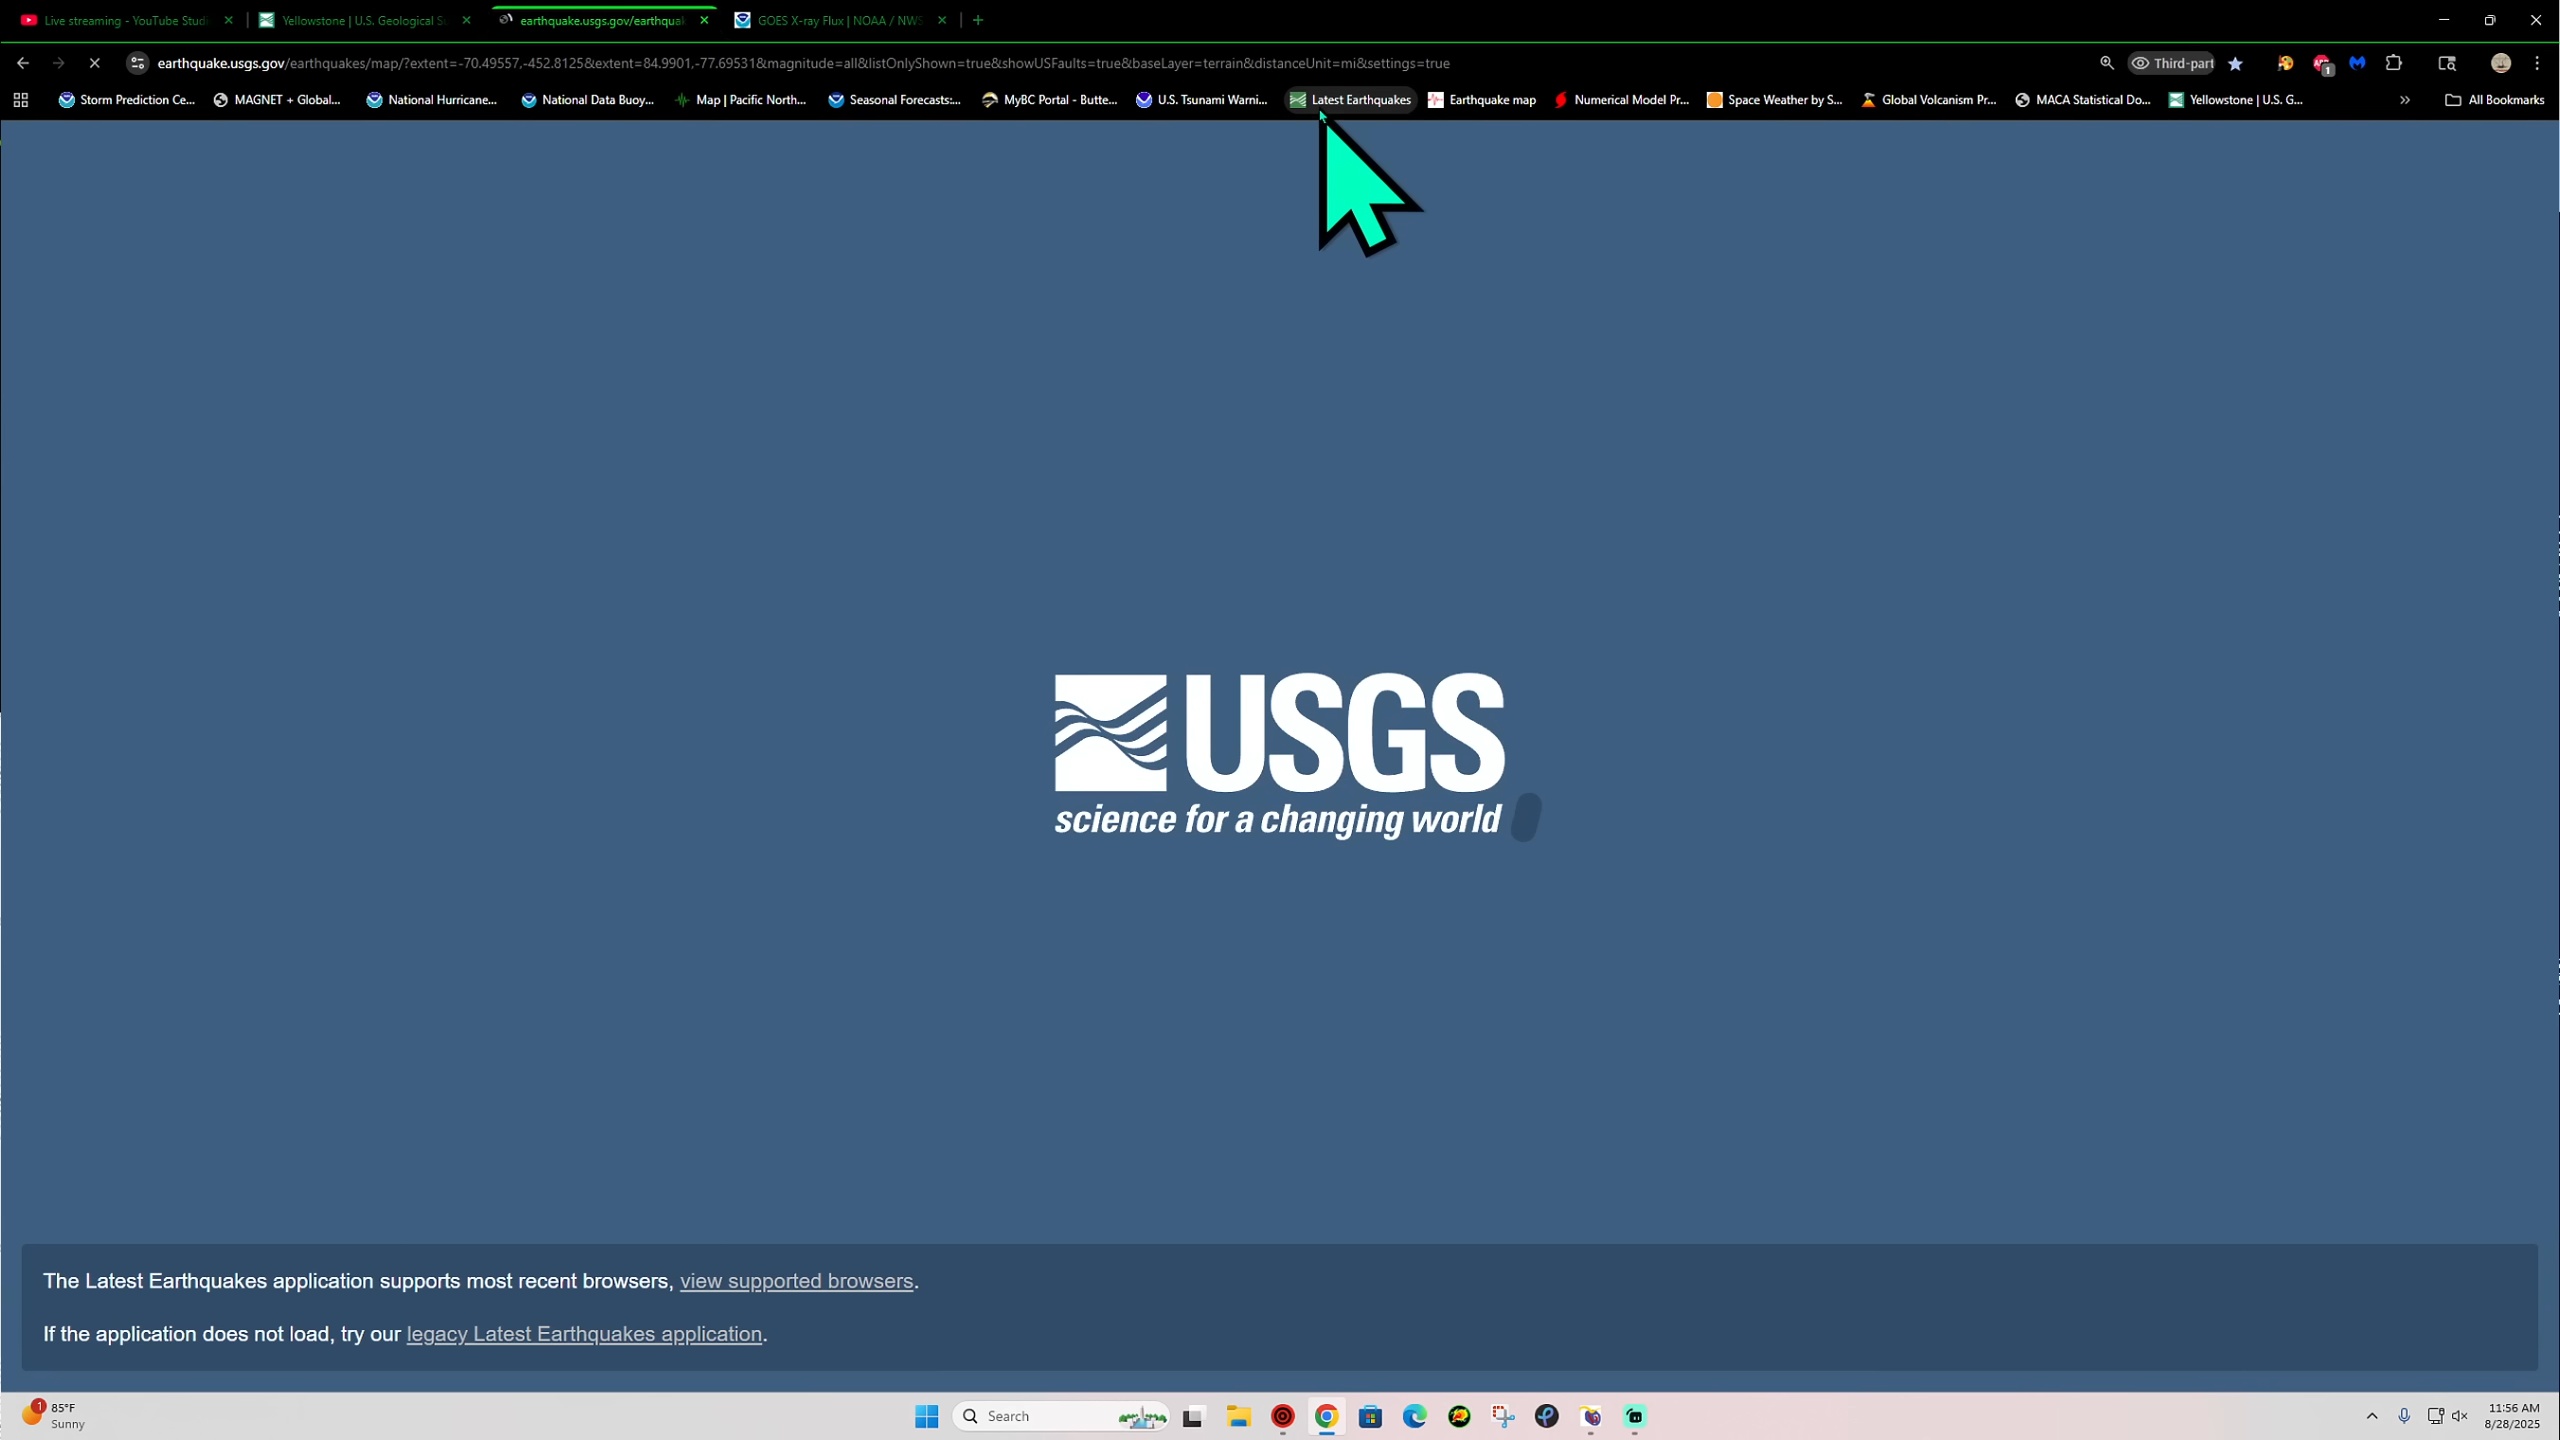 Live streaming - YouTube Studi
Yellowstone | U.S. Geological Su
earthquake.usgs.gov/earthqual
GOES X-ray Flux | NOAA / NWS
earthquake.usgs.gov/earthquakes/map/?extent=-70.49557,-452.8125&extent=84.9901,-77.69531&magnitude=all&listOnlyShown=true&showUSFaults=true&baseLayer=terrain&distanceUnit=mi&settings=true
Third-part
1
Storm Prediction Ce...
MAGNET + Global...
National Hurricane...
National Data Buoy...
Map | Pacific North...
Seasonal Forecasts:...
MyBC Portal - Butte...
U.S. Tsunami Warni...
Latest Earthquakes
Earthquake map
Numerical Model Pr...
Space Weather by S...
Global Volcanism Pr...
MACA Statistical Do...
Yellowstone | U.S. G...
All Bookmarks
USGS
science for a changing world
The Latest Earthquakes application supports most recent browsers, view supported browsers.
If the application does not load, try our legacy Latest Earthquakes application.
1
85°F
Sunny
Search
11:56 AM
8/28/2025